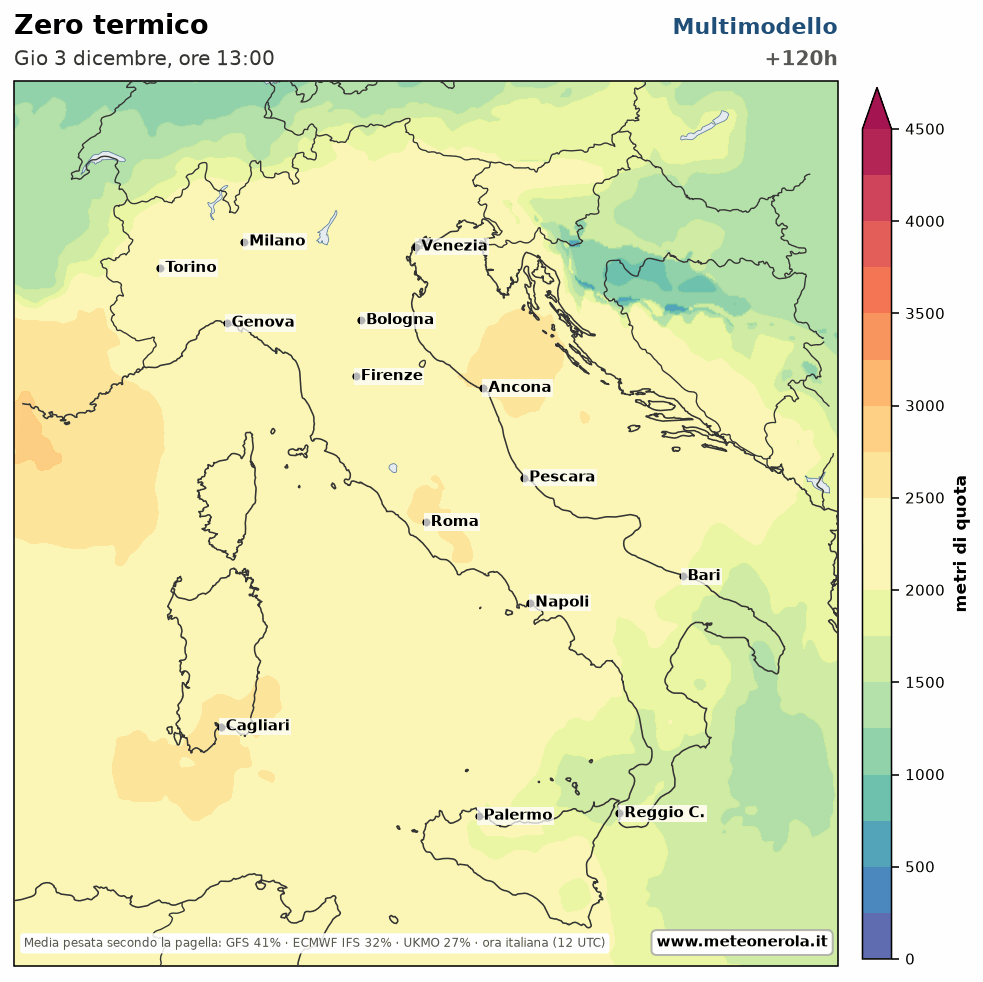 Zero termico
Multimodello
Gio 3 dicembre, ore 13:00
+120h
Milano
Venezia
Torino
Genova
Bologna
Firenze
Ancona
Pescara
Roma
Bari
Napoli
Cagliari
Palermo
Reggio C.
4500
4000
3500
3000
2500
2000
1500
1000
500
0
metri di quota
Media pesata secondo la pagella: GFS 41% · ECMWF IFS 32% · UKMO 27% · ora italiana (12 UTC)
www.meteonerola.it